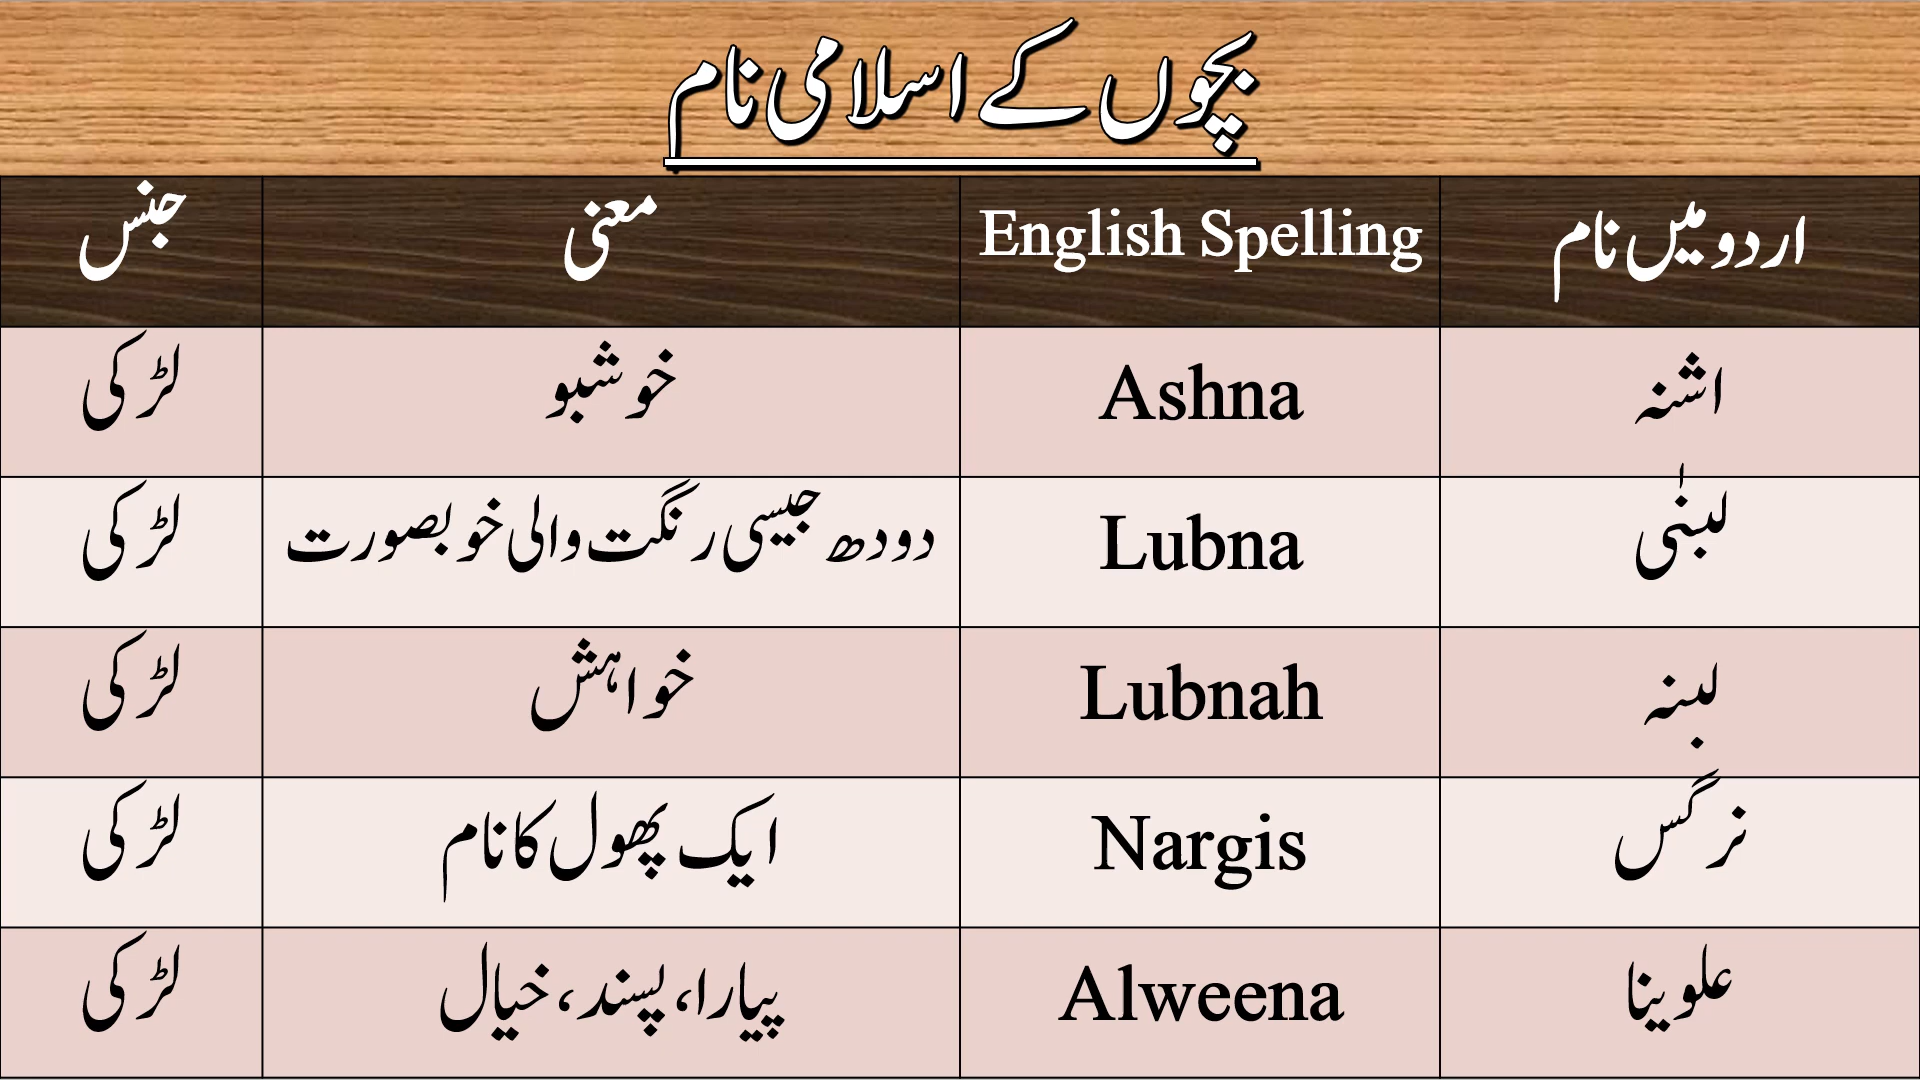 بچوں کے اسلامی نام
اردو میں نام English Spelling معنی جنس
اشنہ Ashna خوشبو لڑکی
لبنٰی Lubna دودھ جیسی رنگت والی خوبصورت لڑکی
لبنہ Lubnah خواہش لڑکی
نرگس Nargis ایک پھول کا نام لڑکی
علوینا Alweena پیارا، پسند، خیال لڑکی